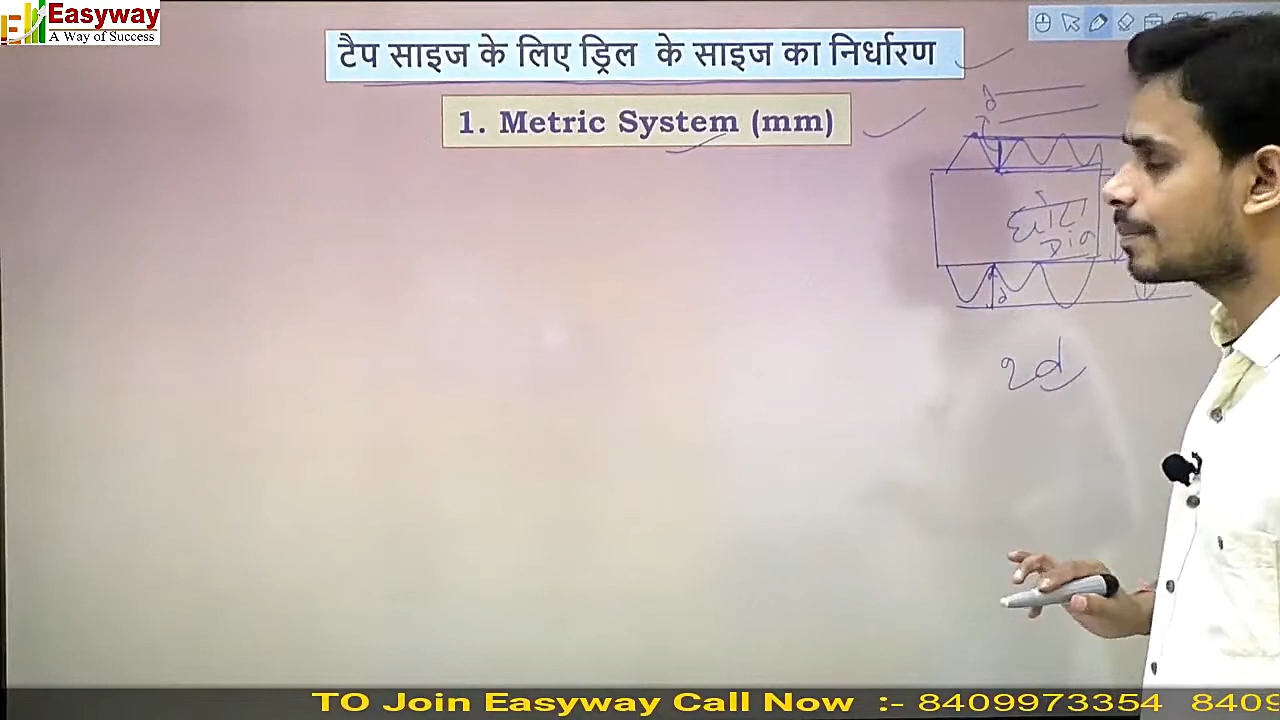 Easyway
A Way of Success
टैप साइज के लिए ड्रिल के साइज का निर्धारण
1. Metric System (mm)
d
छोटा
Dia
d
2d
TO Join Easyway Call Now :- 8409973354 8409